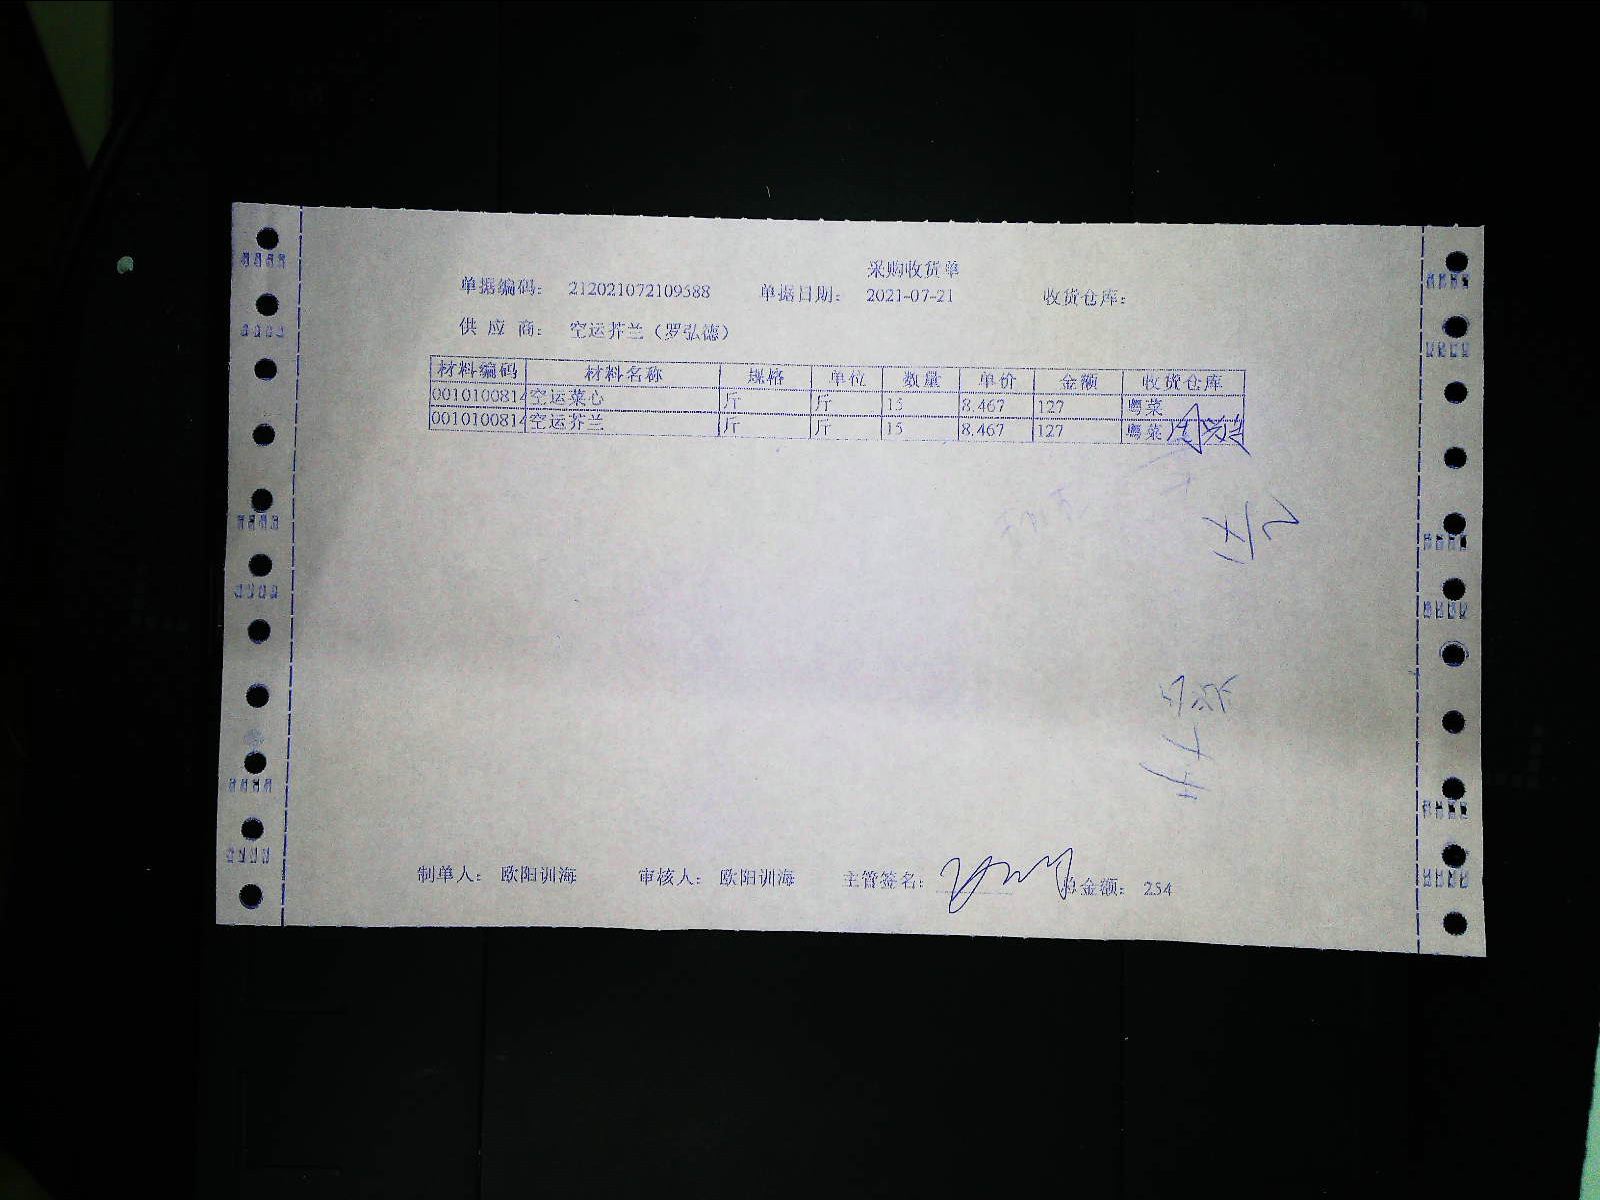 采购收货单
单据编码： 212021072109588 单据日期： 2021-07-21 收货仓库：
供 应 商： 空运芥兰（罗弘德）
材料编码 材料名称 规格 单位 数量 单价 金额 收货仓库
0010100814 空运菜心 斤 斤 15 8.467 127 粤菜
0010100814 空运芥兰 斤 斤 15 8.467 127 粤菜
制单人： 欧阳训海 审核人： 欧阳训海 主管签名： 总金额： 254